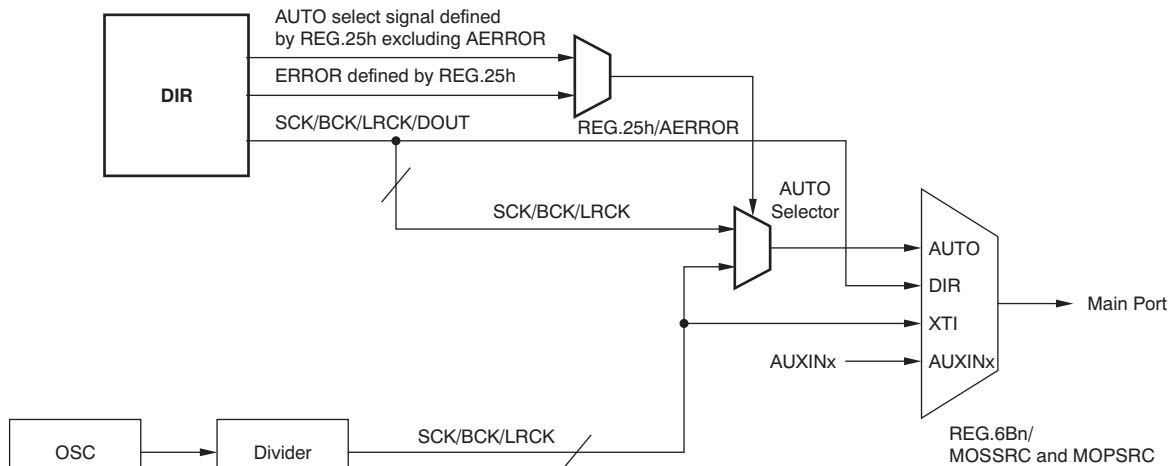 AUTO select signal defined
by REG.25h excluding AERROR
ERROR defined by REG.25h
DIR
SCK/BCK/LRCK/DOUT
REG.25h/AERROR
AUTO
Selector
SCK/BCK/LRCK
AUTO
DIR
Main Port
XTI
AUXINx
AUXINx
SCK/BCK/LRCK
OSC
Divider
REG.6Bn/
MOSSRC and MOPSRC